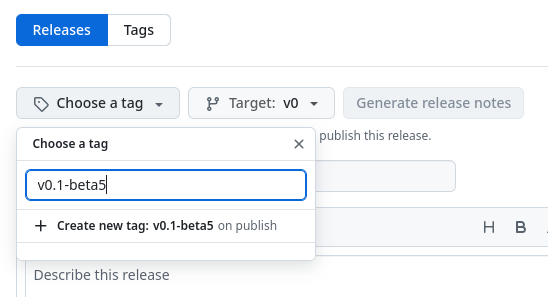 Releases Tags
Choose a tag Target: v0 Generate release notes
publish this release.
Choose a tag
v0.1-beta5
Create new tag: v0.1-beta5 on publish
H B
Describe this release